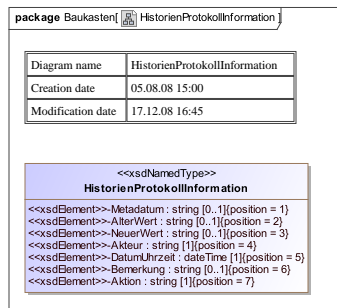 package Baukasten[ HistorienProtokollInformation ]
Diagram name HistorienProtokollInformation
Creation date 05.08.08 15:00
Modification date 17.12.08 16:45
<<xsdNamedType>>
HistorienProtokollInformation
<<xsdElement>>-Metadatum : string [0..1]{position = 1}
<<xsdElement>>-AlterWert : string [0..1]{position = 2}
<<xsdElement>>-NeuerWert : string [0..1]{position = 3}
<<xsdElement>>-Akteur : string [1]{position = 4}
<<xsdElement>>-DatumUhrzeit : dateTime [1]{position = 5}
<<xsdElement>>-Bemerkung : string [0..1]{position = 6}
<<xsdElement>>-Aktion : string [1]{position = 7}